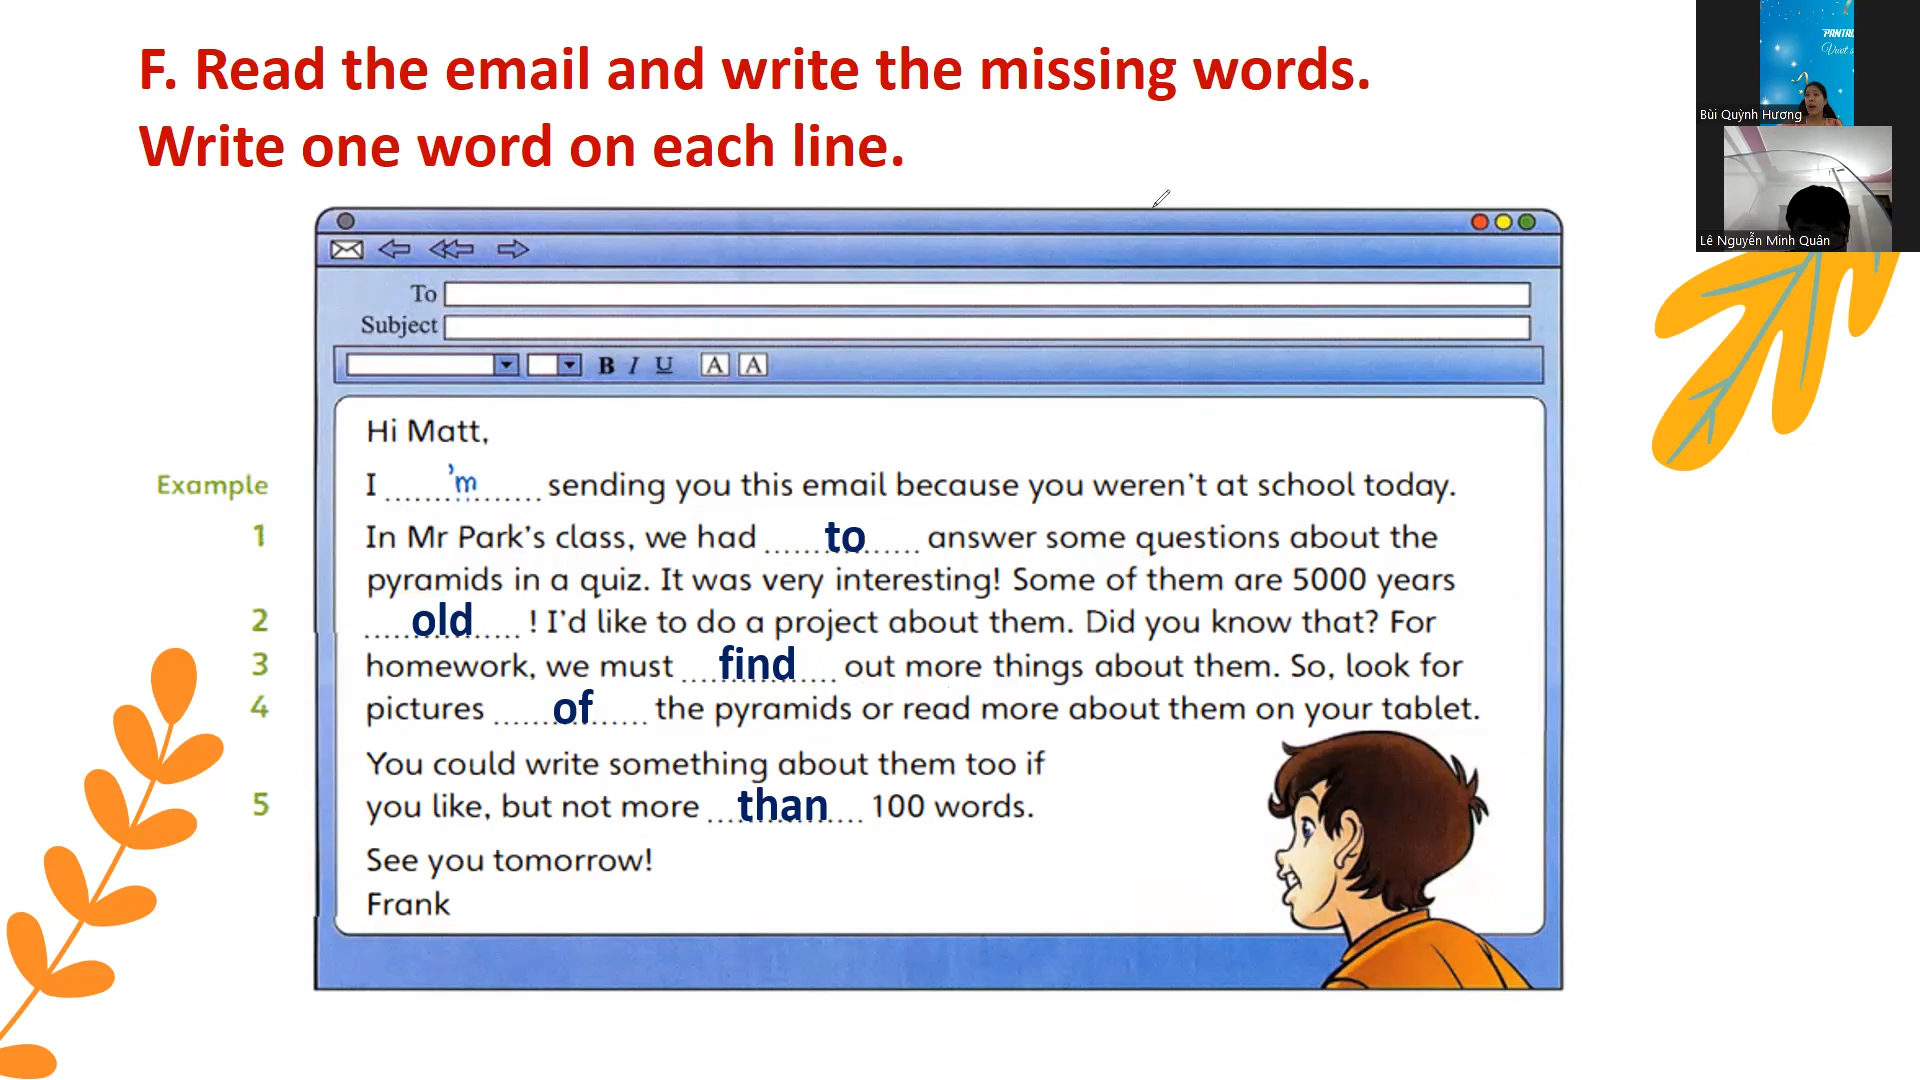 F. Read the email and write the missing words.
Write one word on each line.
Bùi Quỳnh Hương
Lê Nguyễn Minh Quân
To
Subject
B I U A A
Hi Matt,
Example I 'm sending you this email because you weren't at school today.
1 In Mr Park's class, we had to answer some questions about the
pyramids in a quiz. It was very interesting! Some of them are 5000 years
2 old ! I'd like to do a project about them. Did you know that? For
3 homework, we must find out more things about them. So, look for
4 pictures of the pyramids or read more about them on your tablet.
You could write something about them too if
5 you like, but not more than 100 words.
See you tomorrow!
Frank